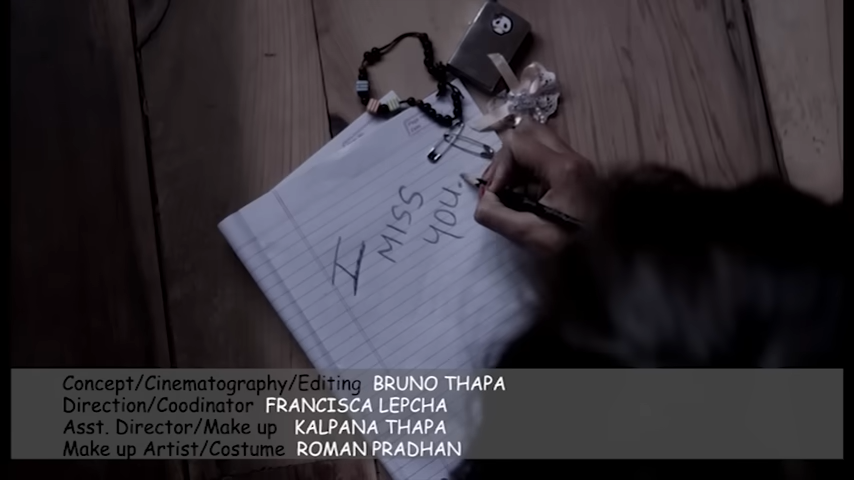 I
MISS
YOU.
Concept/Cinematography/Editing BRUNO THAPA
Direction/Coodinator FRANCISCA LEPCHA
Asst. Director/Make up KALPANA THAPA
Make up Artist/Costume ROMAN PRADHAN